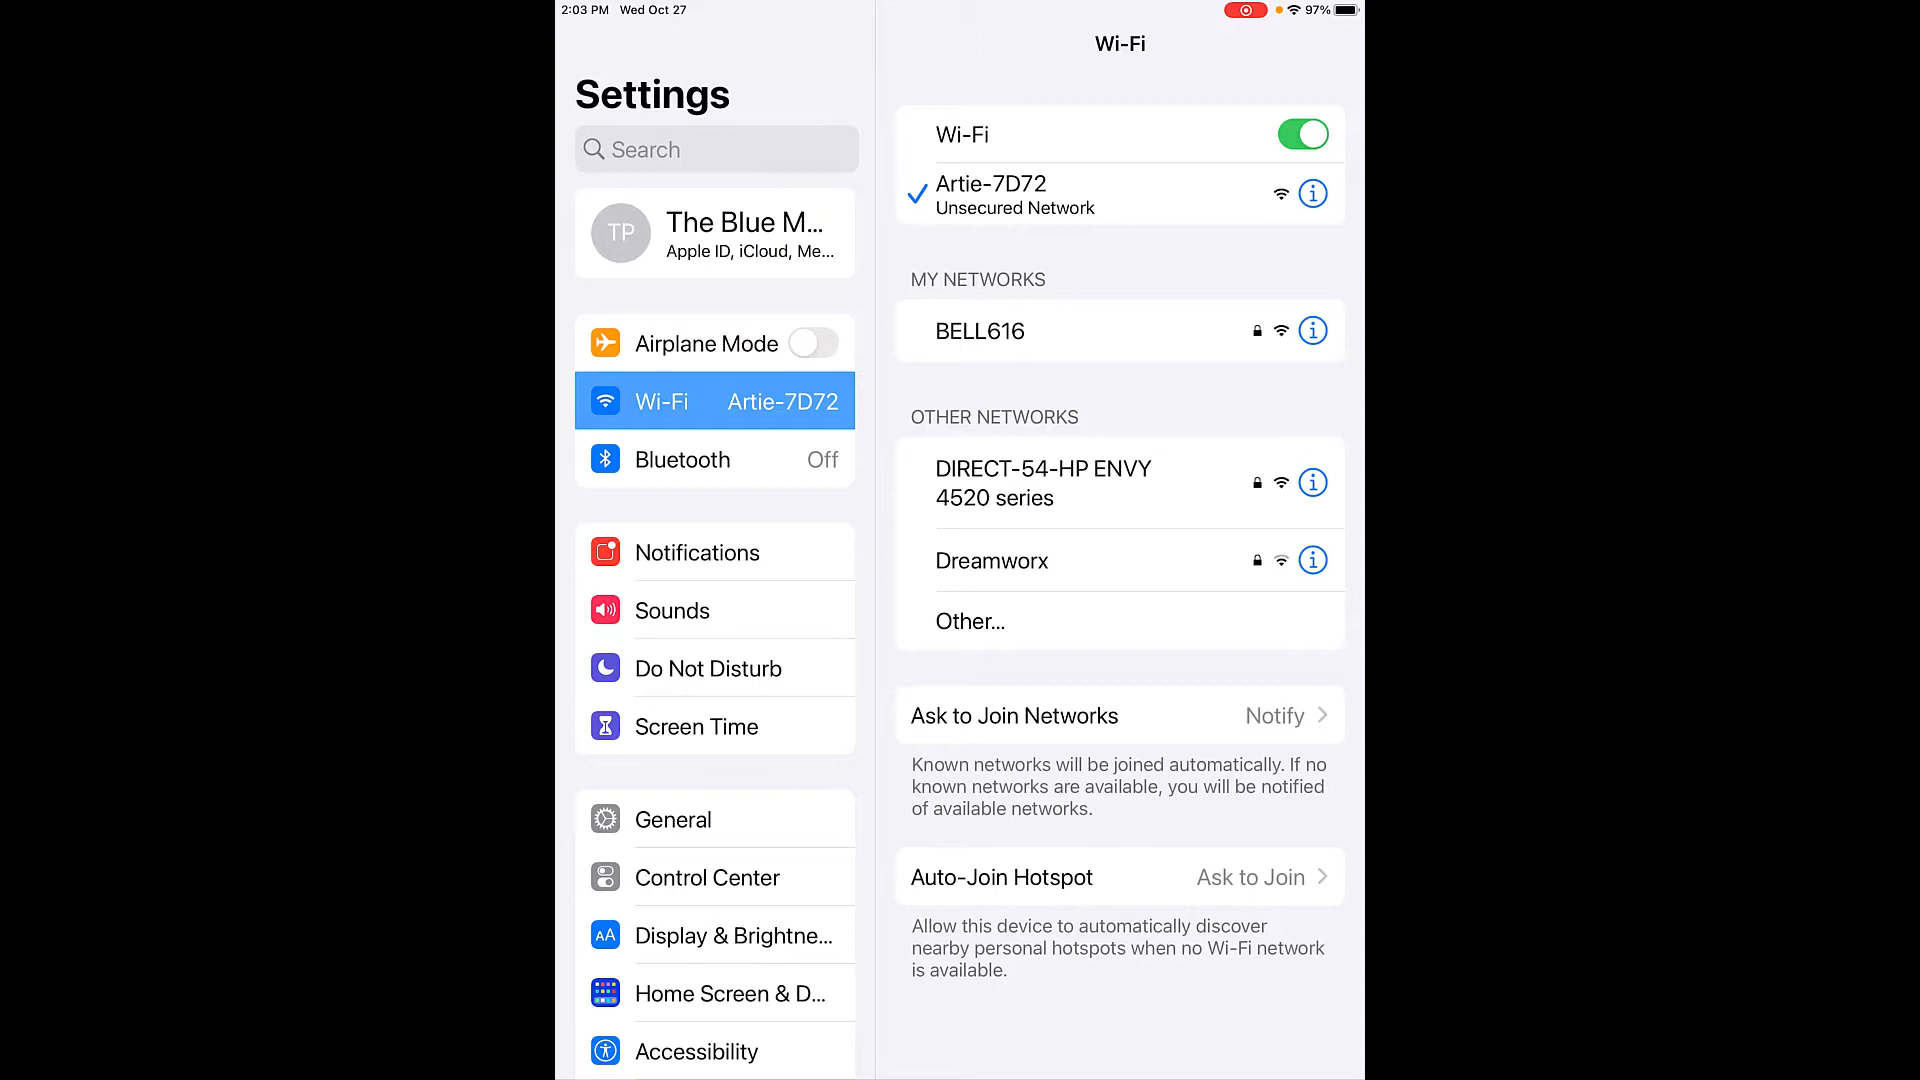 2:03 PM Wed Oct 27
97%
Settings
Search
TP
The Blue M...
Apple ID, iCloud, Me...
Airplane Mode
Wi-Fi Artie-7D72
Bluetooth Off
Notifications
Sounds
Do Not Disturb
Screen Time
General
Control Center
AA
Display & Brightne...
Home Screen & D...
Accessibility
Wi-Fi
Wi-Fi
Artie-7D72
Unsecured Network
MY NETWORKS
BELL616
OTHER NETWORKS
DIRECT-54-HP ENVY
4520 series
Dreamworx
Other...
Ask to Join Networks Notify
Known networks will be joined automatically. If no
known networks are available, you will be notified
of available networks.
Auto-Join Hotspot Ask to Join
Allow this device to automatically discover
nearby personal hotspots when no Wi-Fi network
is available.